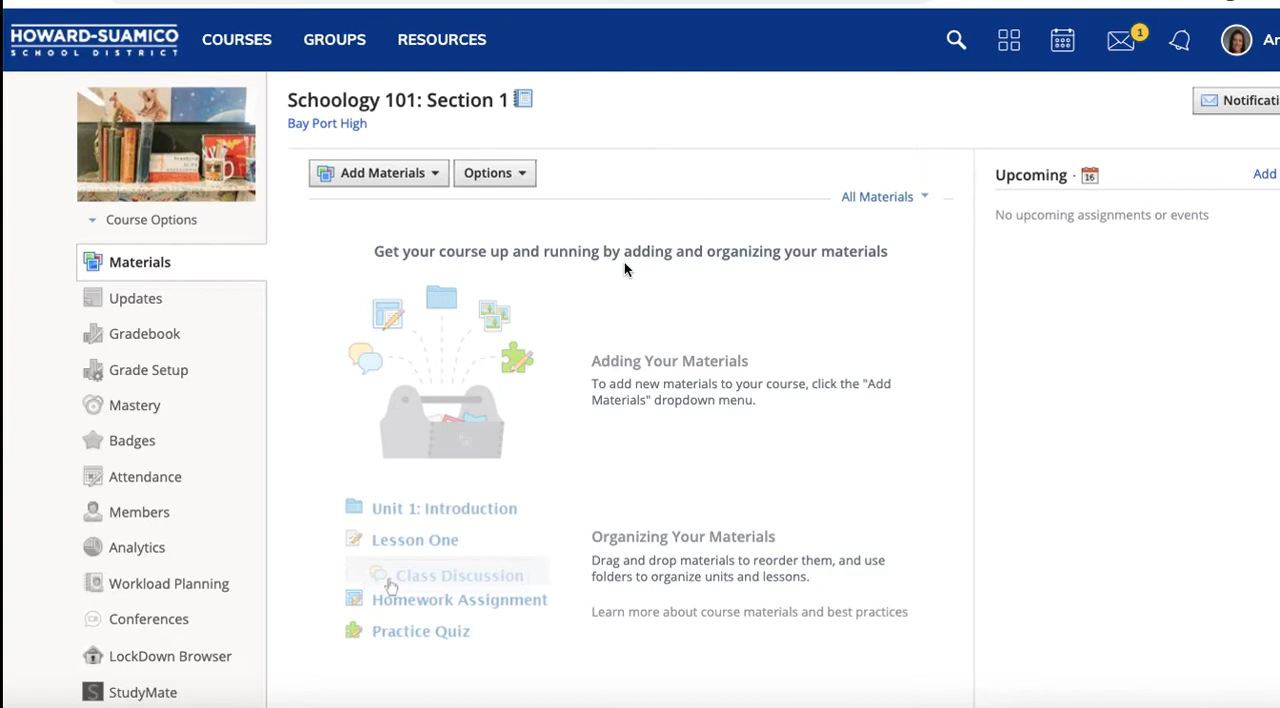 HOWARD-SUAMICO
SCHOOL DISTRICT
COURSES
GROUPS
RESOURCES
1
Schoology 101: Section 1
Bay Port High
Add Materials
Options
All Materials
Course Options
Materials
Updates
Gradebook
Grade Setup
Mastery
Badges
Attendance
Members
Analytics
Workload Planning
Conferences
LockDown Browser
S StudyMate
Get your course up and running by adding and organizing your materials
Adding Your Materials
To add new materials to your course, click the "Add
Materials" dropdown menu.
Unit 1: Introduction
Lesson One
Class Discussion
Homework Assignment
Practice Quiz
Organizing Your Materials
Drag and drop materials to reorder them, and use
folders to organize units and lessons.
Learn more about course materials and best practices
Notificati
Upcoming · 16
Add
No upcoming assignments or events